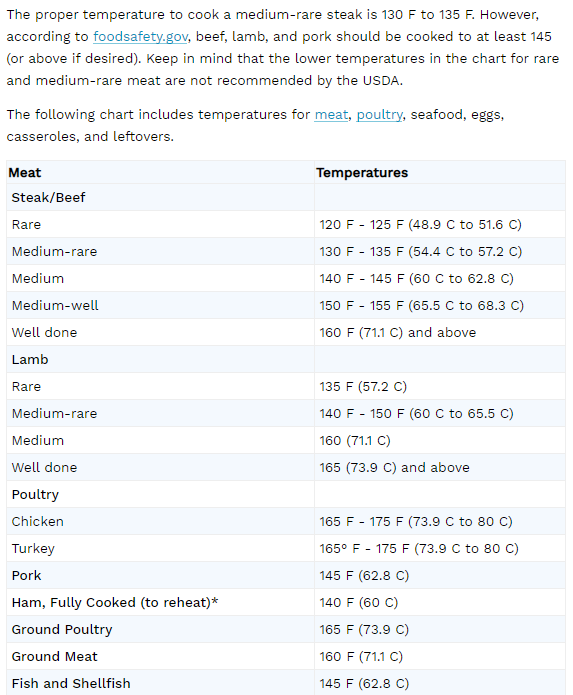 The proper temperature to cook a medium-rare steak is 130 F to 135 F. However,
according to foodsafety.gov, beef, lamb, and pork should be cooked to at least 145
(or above if desired). Keep in mind that the lower temperatures in the chart for rare
and medium-rare meat are not recommended by the USDA.
The following chart includes temperatures for meat, poultry, seafood, eggs,
casseroles, and leftovers.
Meat Temperatures
Steak/Beef
Rare 120 F - 125 F (48.9 C to 51.6 C)
Medium-rare 130 F - 135 F (54.4 C to 57.2 C)
Medium 140 F - 145 F (60 C to 62.8 C)
Medium-well 150 F - 155 F (65.5 C to 68.3 C)
Well done 160 F (71.1 C) and above
Lamb
Rare 135 F (57.2 C)
Medium-rare 140 F - 150 F (60 C to 65.5 C)
Medium 160 (71.1 C)
Well done 165 (73.9 C) and above
Poultry
Chicken 165 F - 175 F (73.9 C to 80 C)
Turkey 165° F - 175 F (73.9 C to 80 C)
Pork 145 F (62.8 C)
Ham, Fully Cooked (to reheat)* 140 F (60 C)
Ground Poultry 165 F (73.9 C)
Ground Meat 160 F (71.1 C)
Fish and Shellfish 145 F (62.8 C)